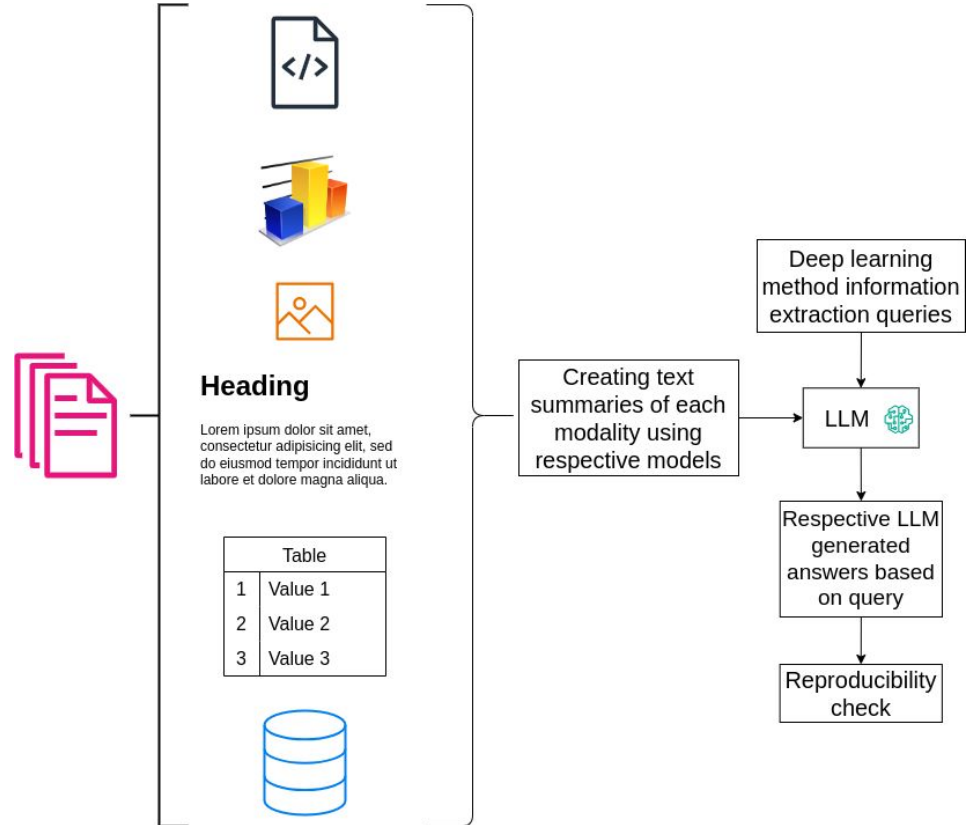 </>
Heading
Lorem ipsum dolor sit amet,
consectetur adipisicing elit, sed
do eiusmod tempor incididunt ut
labore et dolore magna aliqua.
Table
1 Value 1
2 Value 2
3 Value 3
Creating text
summaries of each
modality using
respective models
Deep learning
method information
extraction queries
LLM
Respective LLM
generated
answers based
on query
Reproducibility
check